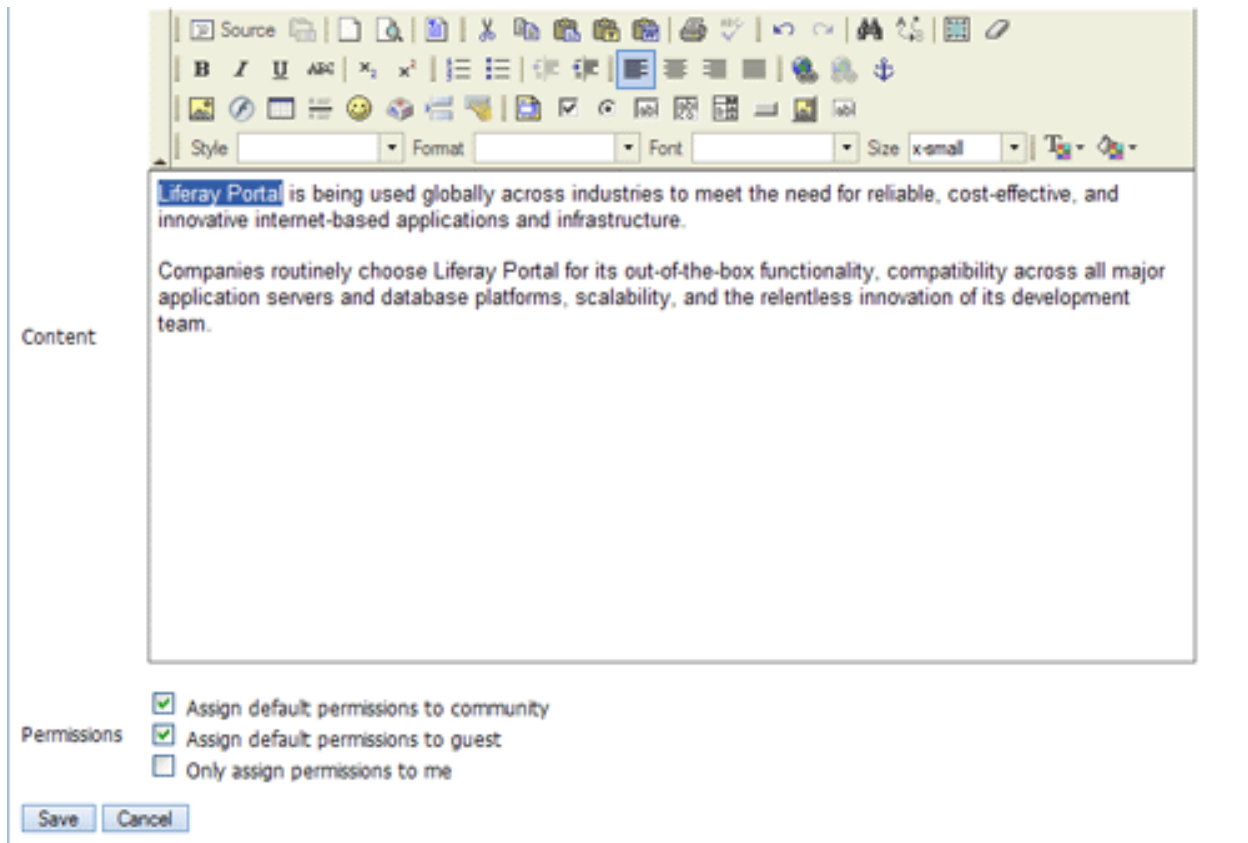 Source
B I U ABC x₂ x²
Style Format Font Size x-small
Liferay Portal is being used globally across industries to meet the need for reliable, cost-effective, and
innovative internet-based applications and infrastructure.
Companies routinely choose Liferay Portal for its out-of-the-box functionality, compatibility across all major
application servers and database platforms, scalability, and the relentless innovation of its development
team.
Content
Permissions
Assign default permissions to community
Assign default permissions to guest
Only assign permissions to me
Save Cancel